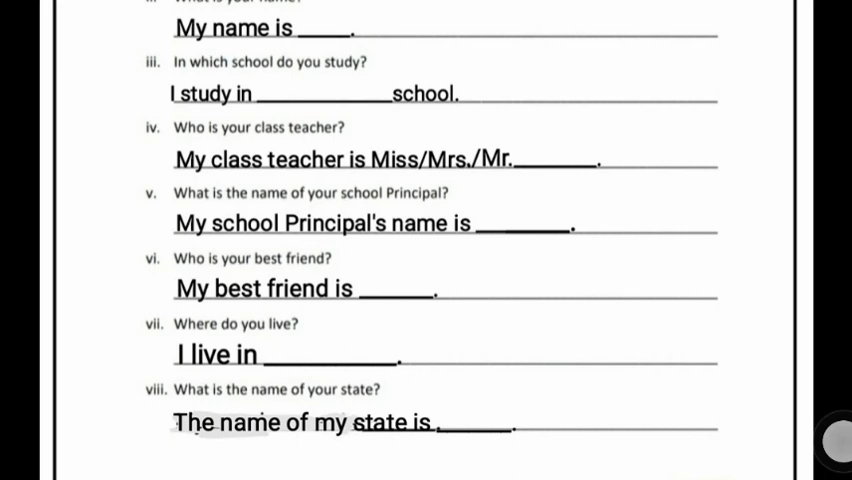 My name is _____.
iii. In which school do you study?
I study in ____________school.
iv. Who is your class teacher?
My class teacher is Miss/Mrs./Mr.________.
v. What is the name of your school Principal?
My school Principal's name is _________.
vi. Who is your best friend?
My best friend is _______.
vii. Where do you live?
I live in ____________.
viii. What is the name of your state?
The name of my state is ________.